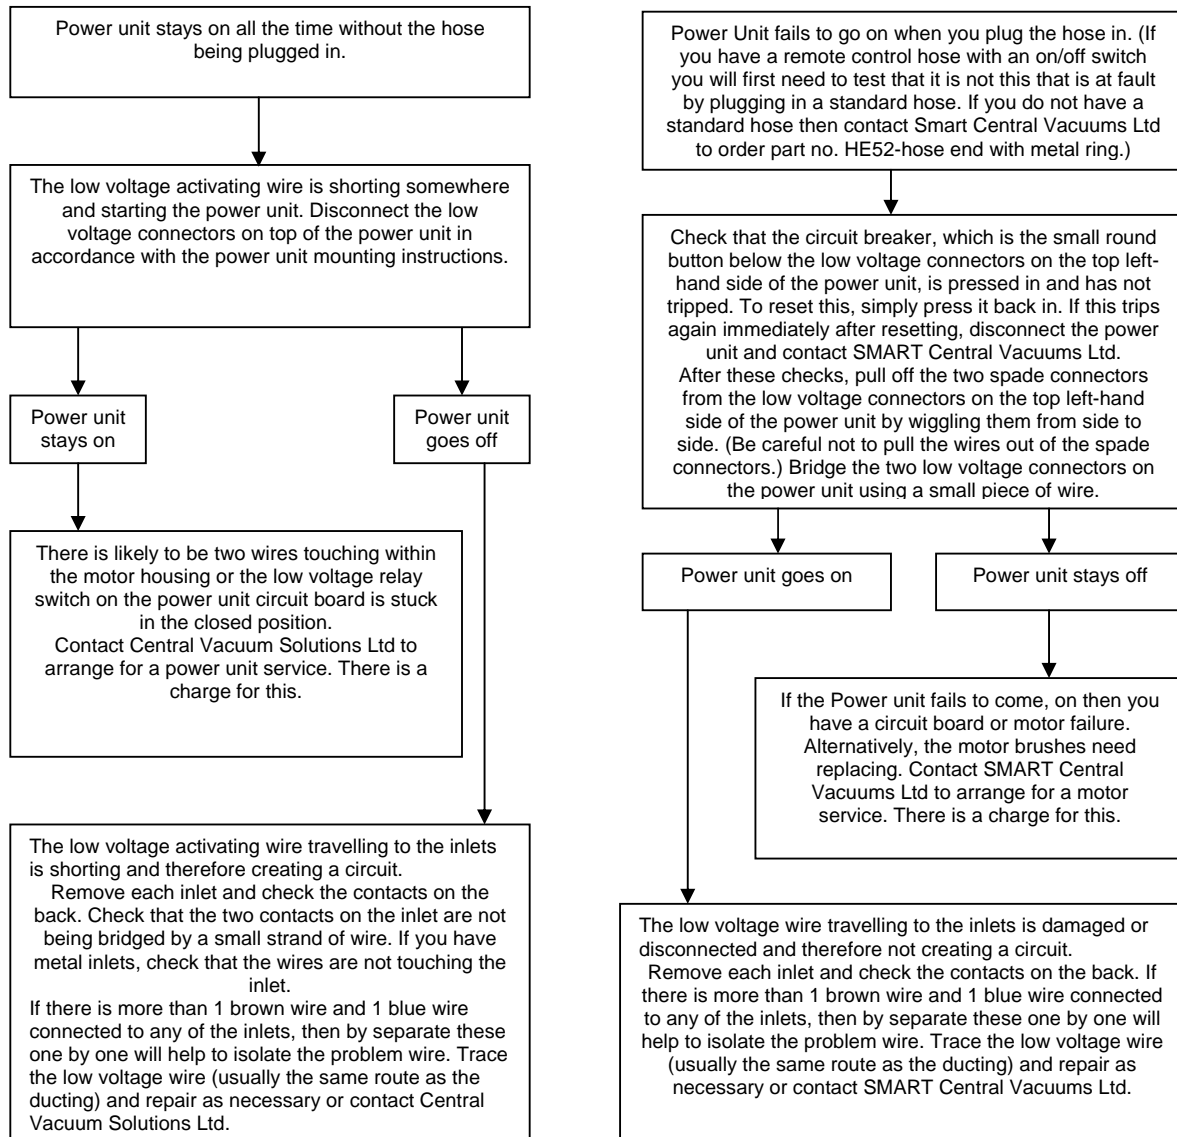 Power unit stays on all the time without the hose
being plugged in.
The low voltage activating wire is shorting somewhere
and starting the power unit. Disconnect the low
voltage connectors on top of the power unit in
accordance with the power unit mounting instructions.
Power unit
stays on
Power unit
goes off
There is likely to be two wires touching within
the motor housing or the low voltage relay
switch on the power unit circuit board is stuck
in the closed position.
Contact Central Vacuum Solutions Ltd to
arrange for a power unit service. There is a
charge for this.
The low voltage activating wire travelling to the inlets
is shorting and therefore creating a circuit.
Remove each inlet and check the contacts on the
back. Check that the two contacts on the inlet are not
being bridged by a small strand of wire. If you have
metal inlets, check that the wires are not touching the
inlet.
If there is more than 1 brown wire and 1 blue wire
connected to any of the inlets, then by separate these
one by one will help to isolate the problem wire. Trace
the low voltage wire (usually the same route as the
ducting) and repair as necessary or contact Central
Vacuum Solutions Ltd.
Power Unit fails to go on when you plug the hose in. (If
you have a remote control hose with an on/off switch
you will first need to test that it is not this that is at fault
by plugging in a standard hose. If you do not have a
standard hose then contact Smart Central Vacuums Ltd
to order part no. HE52-hose end with metal ring.)
Check that the circuit breaker, which is the small round
button below the low voltage connectors on the top left-
hand side of the power unit, is pressed in and has not
tripped. To reset this, simply press it back in. If this trips
again immediately after resetting, disconnect the power
unit and contact SMART Central Vacuums Ltd.
After these checks, pull off the two spade connectors
from the low voltage connectors on the top left-hand
side of the power unit by wiggling them from side to
side. (Be careful not to pull the wires out of the spade
connectors.) Bridge the two low voltage connectors on
the power unit using a small piece of wire.
Power unit goes on
Power unit stays off
If the Power unit fails to come, on then you
have a circuit board or motor failure.
Alternatively, the motor brushes need
replacing. Contact SMART Central
Vacuums Ltd to arrange for a motor
service. There is a charge for this.
The low voltage wire travelling to the inlets is damaged or
disconnected and therefore not creating a circuit.
Remove each inlet and check the contacts on the back. If
there is more than 1 brown wire and 1 blue wire connected
to any of the inlets, then by separate these one by one will
help to isolate the problem wire. Trace the low voltage wire
(usually the same route as the ducting) and repair as
necessary or contact SMART Central Vacuums Ltd.